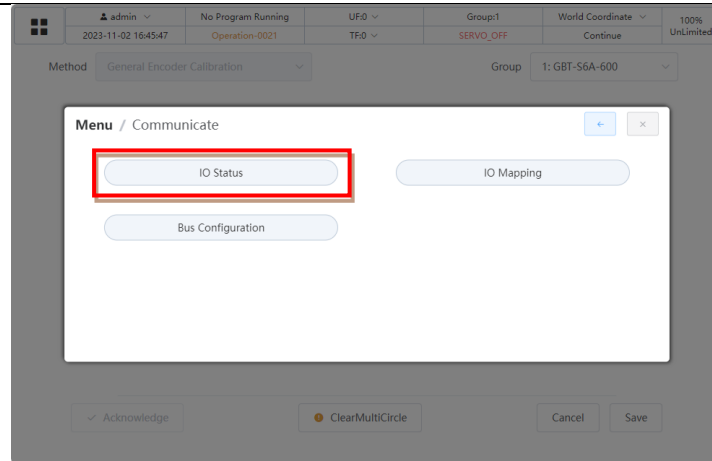 admin No Program Running UF:0 Group:1 World Coordinate 100%
2023-11-02 16:45:47 Operation-0021 TF:0 SERVO_OFF Continue UnLimited
Method General Encoder Calibration Group 1: GBT-S6A-600
Menu / Communicate
IO Status IO Mapping
Bus Configuration
Acknowledge ClearMultiCircle Cancel Save